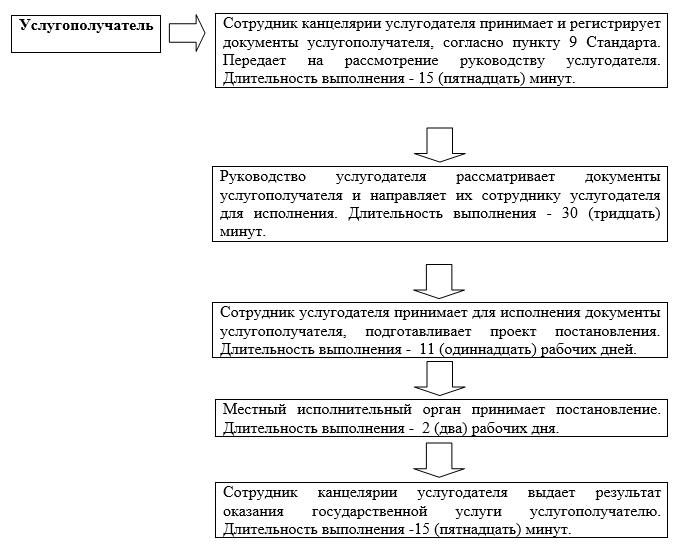 Услугополучатель
Сотрудник канцелярии услугодателя принимает и регистрирует
документы услугополучателя, согласно пункту 9 Стандарта.
Передает на рассмотрение руководству услугодателя.
Длительность выполнения - 15 (пятнадцать) минут.
Руководство услугодателя рассматривает документы
услугополучателя и направляет их сотруднику услугодателя
для исполнения. Длительность выполнения - 30 (тридцать)
минут.
Сотрудник услугодателя принимает для исполнения документы
услугополучателя, подготавливает проект постановления.
Длительность выполнения - 11 (одиннадцать) рабочих дней.
Местный исполнительный орган принимает постановление.
Длительность выполнения - 2 (два) рабочих дня.
Сотрудник канцелярии услугодателя выдает результат
оказания государственной услуги услугополучателю.
Длительность выполнения -15 (пятнадцать) минут.